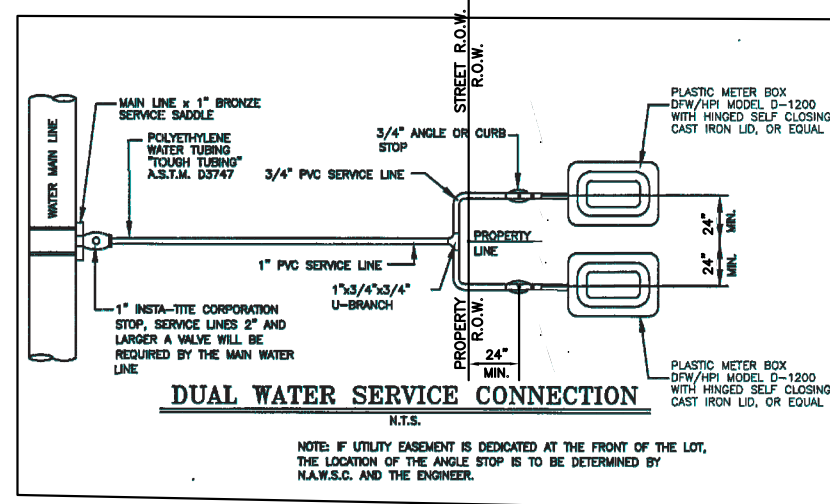 STREET R.O.W.
R.O.W.
MAIN LINE x 1" BRONZE
SERVICE SADDLE
POLYETHYLENE
WATER TUBING
"TOUGH TUBING"
A.S.T.M. D3747
WATER MAIN LINE
3/4" ANGLE OR CURB
STOP
3/4" PVC SERVICE LINE
PLASTIC METER BOX
DFW/HPI MODEL D-1200
WITH HINGED SELF CLOSING
CAST IRON LID, OR EQUAL
24"
MIN.
24"
MIN.
PROPERTY
LINE
1" PVC SERVICE LINE
1"x3/4"x3/4"
U-BRANCH
1" INSTA-TITE CORPORATION
STOP, SERVICE LINES 2" AND
LARGER A VALVE WILL BE
REQUIRED BY THE MAIN WATER
LINE
PROPERTY
R.O.W.
24"
MIN.
PLASTIC METER BOX
DFW/HPI MODEL D-1200
WITH HINGED SELF CLOSING
CAST IRON LID, OR EQUAL
DUAL WATER SERVICE CONNECTION
N.T.S.
NOTE: IF UTILITY EASEMENT IS DEDICATED AT THE FRONT OF THE LOT,
THE LOCATION OF THE ANGLE STOP IS TO BE DETERMINED BY
N.A.W.S.C. AND THE ENGINEER.